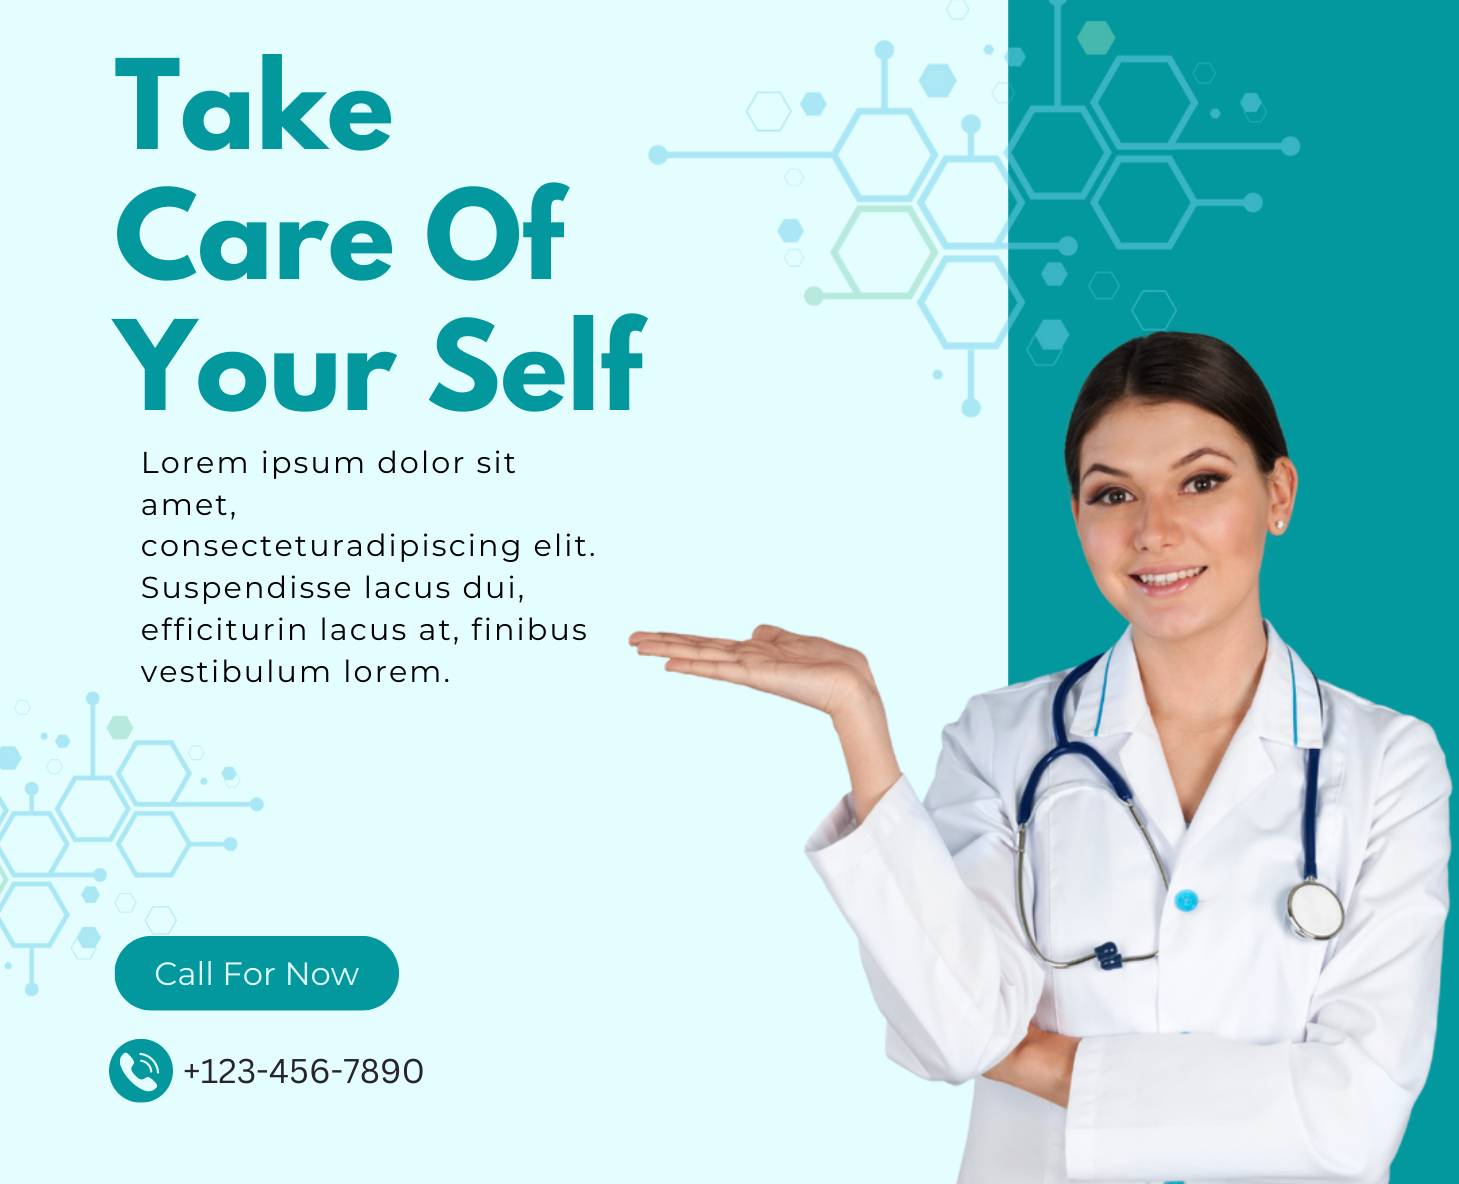 Take
Care Of
Your Self
Lorem ipsum dolor sit
amet,
consecteturadipiscing elit.
Suspendisse lacus dui,
efficiturin lacus at, finibus
vestibulum lorem.
Call For Now
+123-456-7890